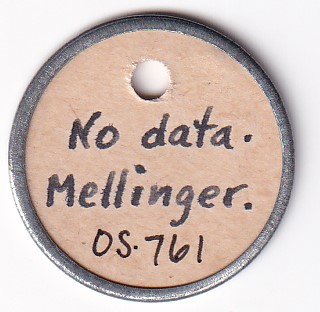 No data.
Mellinger.
OS.761